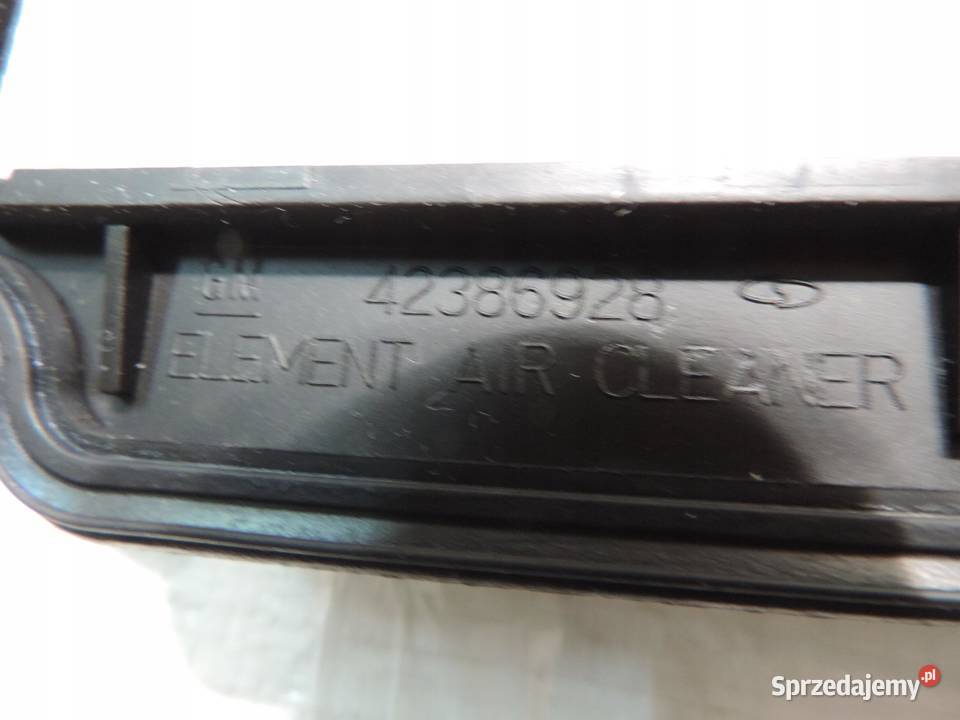 GM 42386928
ELEMENT AIR CLEANER
Sprzedajemy.pl